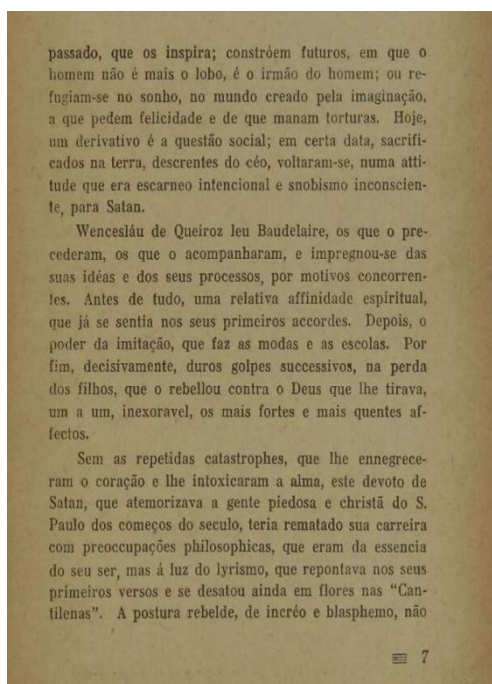 passado, que os inspira; constróem futuros, em que o
homem não é mais o lobo, é o irmão do homem; ou re-
fugiam-se no sonho, no mundo creado pela imaginação,
a que pedem felicidade e de que manam torturas. Hoje,
um derivativo é a questão social; em certa data, sacrifi-
cados na terra, descrentes do céo, voltaram-se, numa atti-
tude que era escarneo intencional e snobismo inconscien-
te, para Satan.
Wencesláu de Queiroz leu Baudelaire, os que o pre-
cederam, os que o acompanharam, e impregnou-se das
suas idéas e dos seus processos, por motivos concorren-
tes. Antes de tudo, uma relativa affinidade espiritual,
que já se sentia nos seus primeiros accordes. Depois, o
poder da imitação, que faz as modas e as escolas. Por
fim, decisivamente, duros golpes successivos, na perda
dos filhos, que o rebellou contra o Deus que lhe tirava,
um a um, inexoravel, os mais fortes e mais quentes af-
fectos.
Sem as repetidas catastrophes, que lhe ennegrece-
ram o coração e lhe intoxicaram a alma, este devoto de
Satan, que atemorizava a gente piedosa e christã do S.
Paulo dos começos do seculo, teria rematado sua carreira
com preoccupações philosophicas, que eram da essencia
do seu ser, mas á luz do lyrismo, que repontava nos seus
primeiros versos e se desatou ainda em flores nas "Can-
tilenas". A postura rebelde, de incréo e blasphemo, não
7